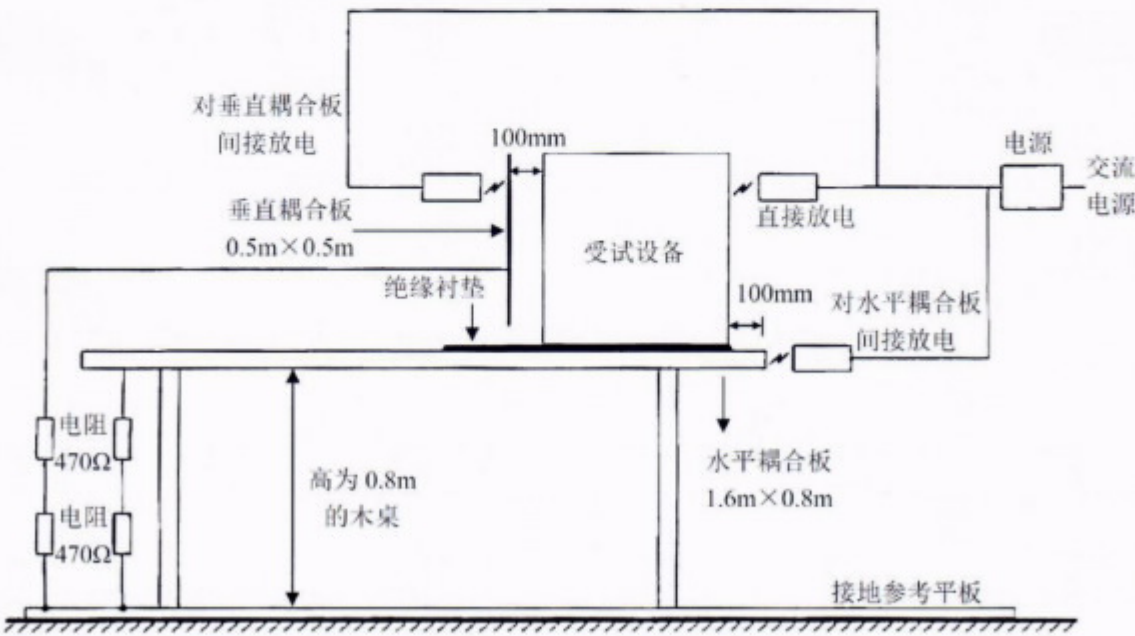 对垂直耦合板
间接放电
100mm
电源
交流
电源
直接放电
垂直耦合板
0.5m×0.5m
受试设备
绝缘衬垫
100mm
对水平耦合板
间接放电
电阻
470Ω
水平耦合板
1.6m×0.8m
高为 0.8m
的木桌
电阻
470Ω
接地参考平板